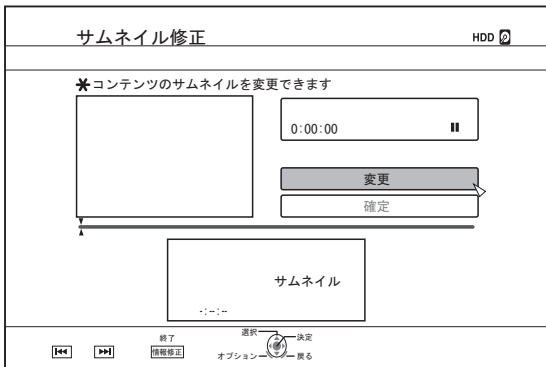 サムネイル修正
HDD
コンテンツのサムネイルを変更できます
0:00:00
変更
確定
サムネイル
-:--:--
終了
情報修正
選択
決定
オプション
戻る